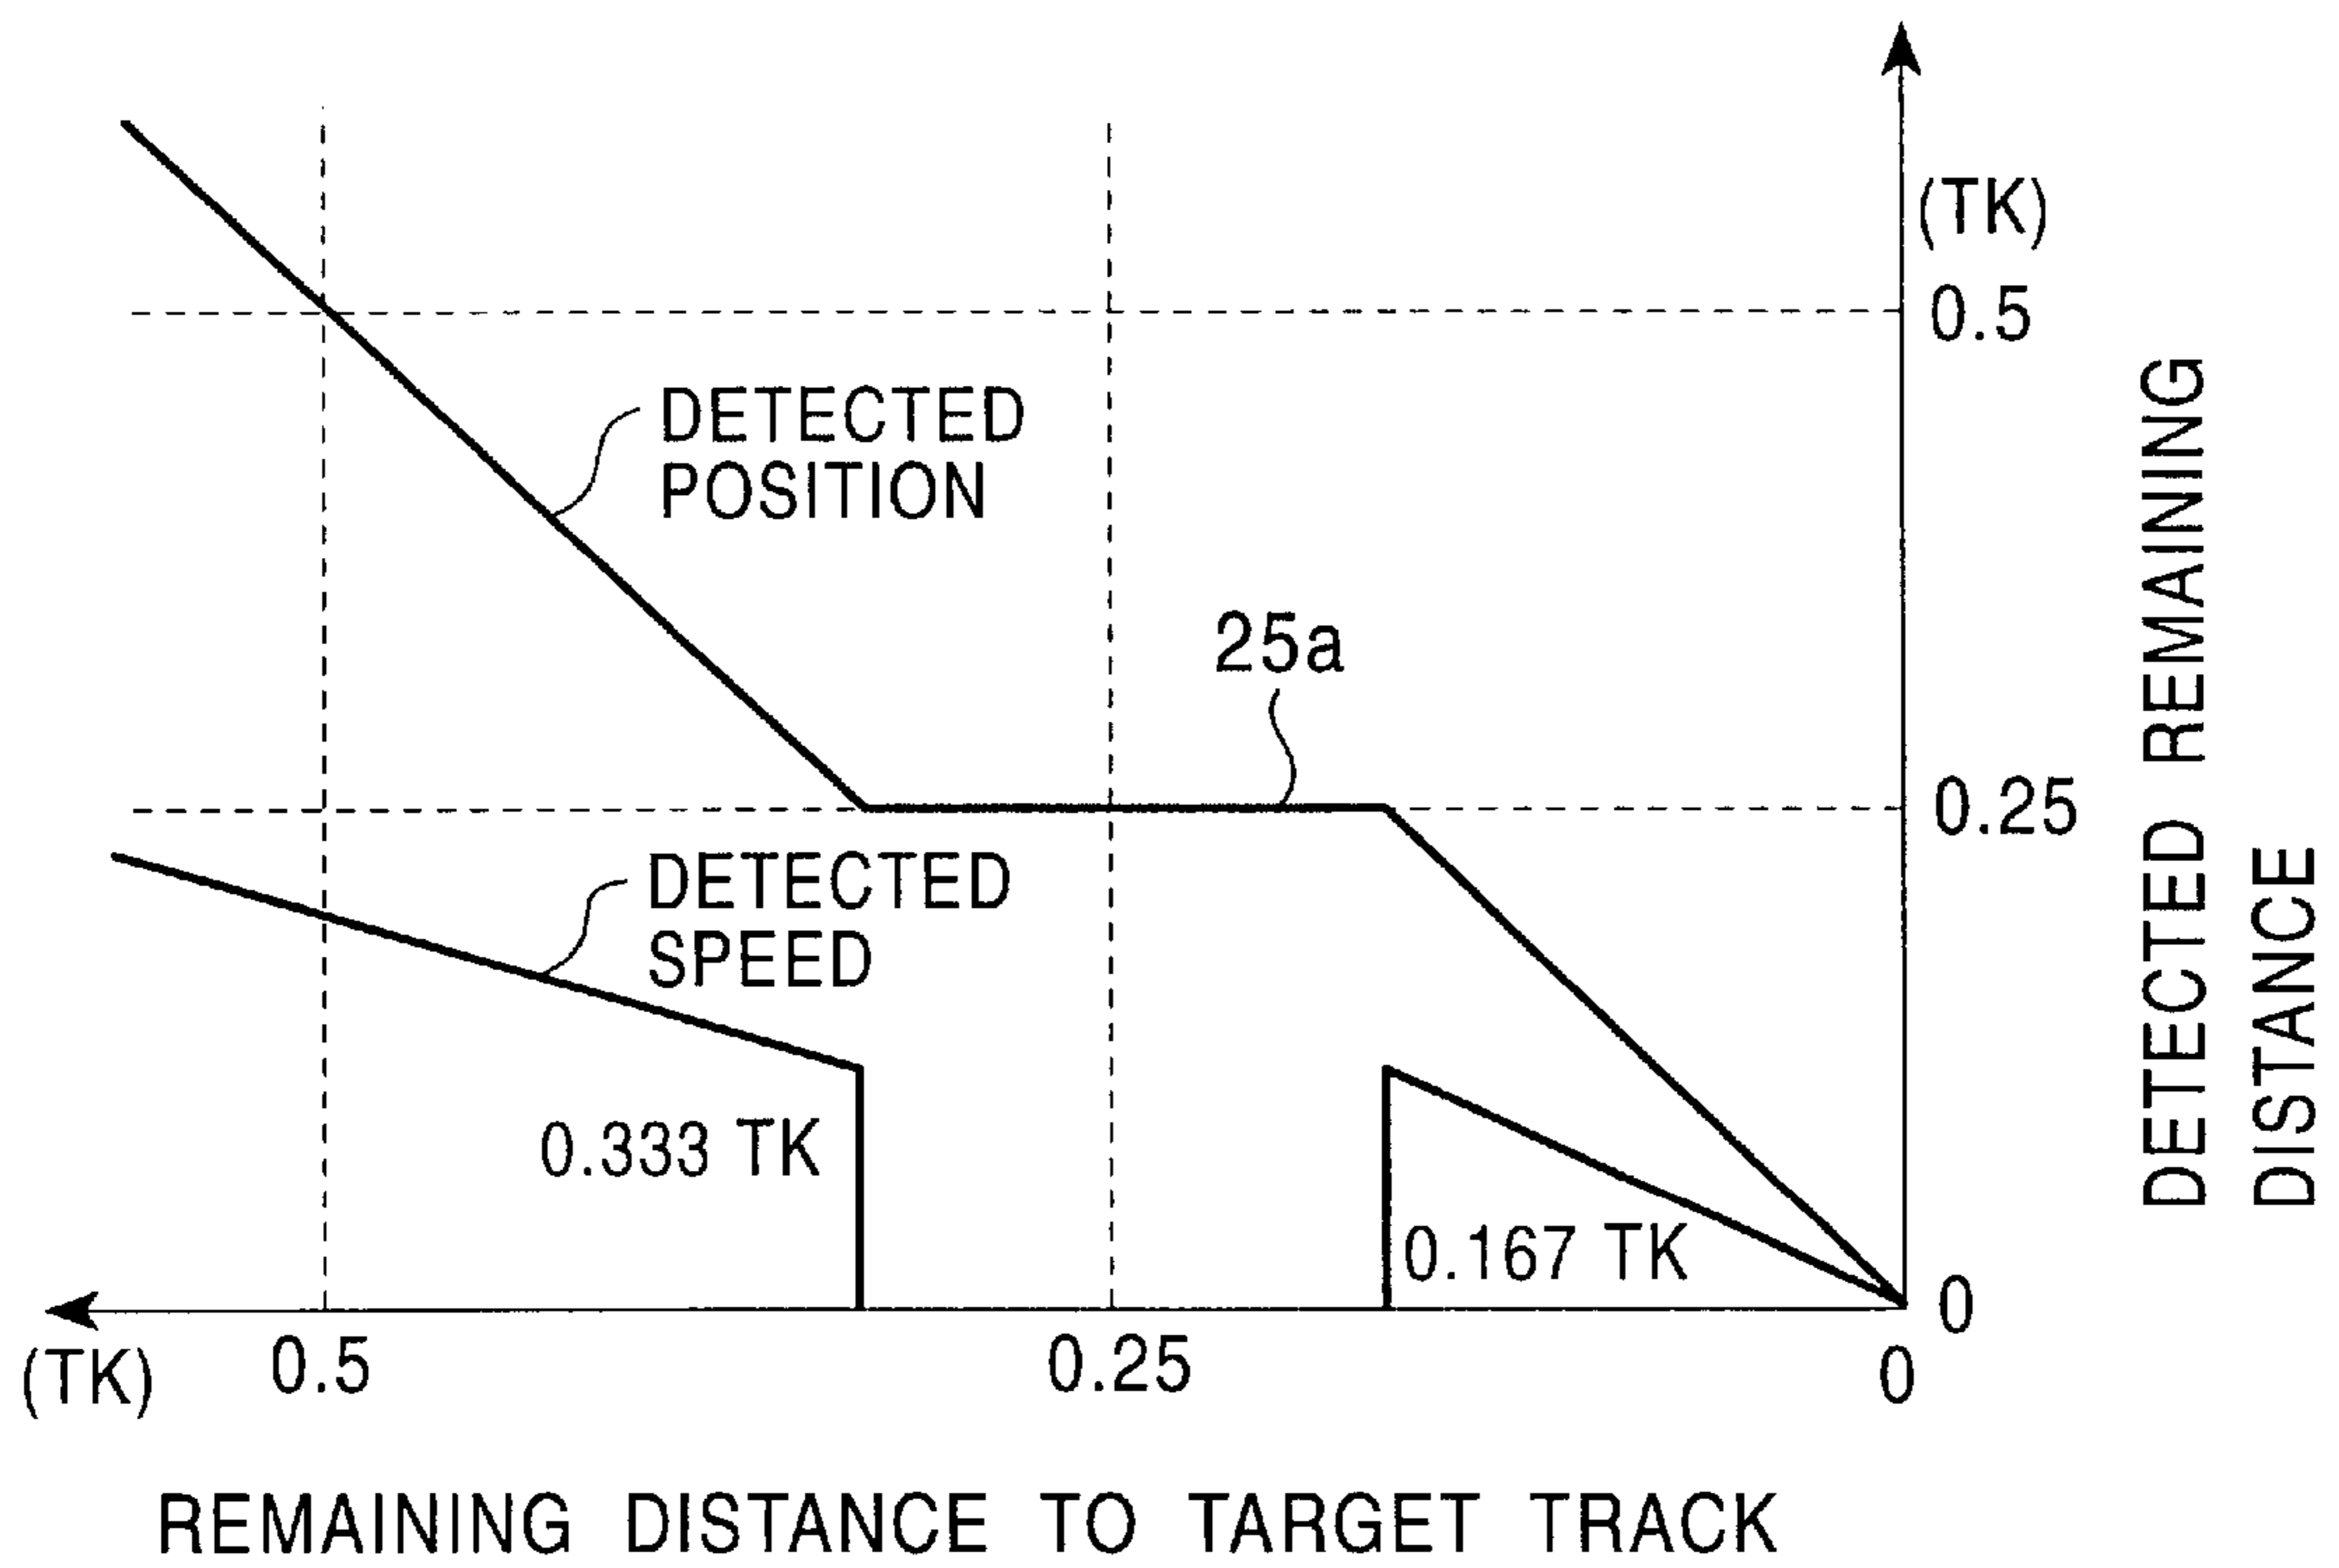 (TK)
0.5
DETECTED
POSITION
25a
0.25
DETECTED
SPEED
0.333 TK
0.167 TK
0
(TK)
0.5
0.25
0
DETECTED REMAINING
DISTANCE
REMAINING DISTANCE TO TARGET TRACK